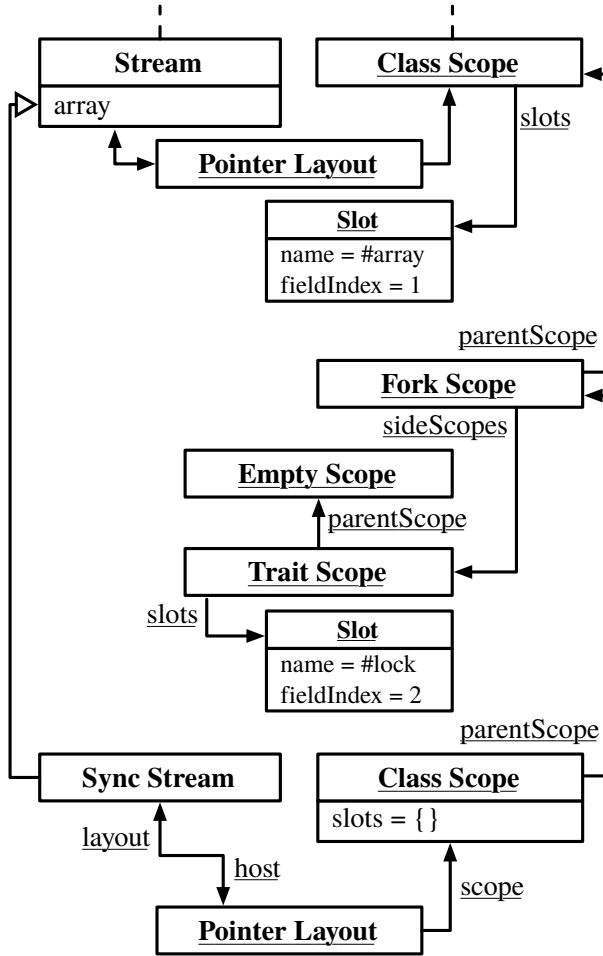 Stream
Class Scope
array
slots
Pointer Layout
Slot
name = #array
fieldIndex = 1
parentScope
Fork Scope
sideScopes
Empty Scope
parentScope
Trait Scope
slots
Slot
name = #lock
fieldIndex = 2
parentScope
Sync Stream
Class Scope
slots = {}
layout
host
scope
Pointer Layout